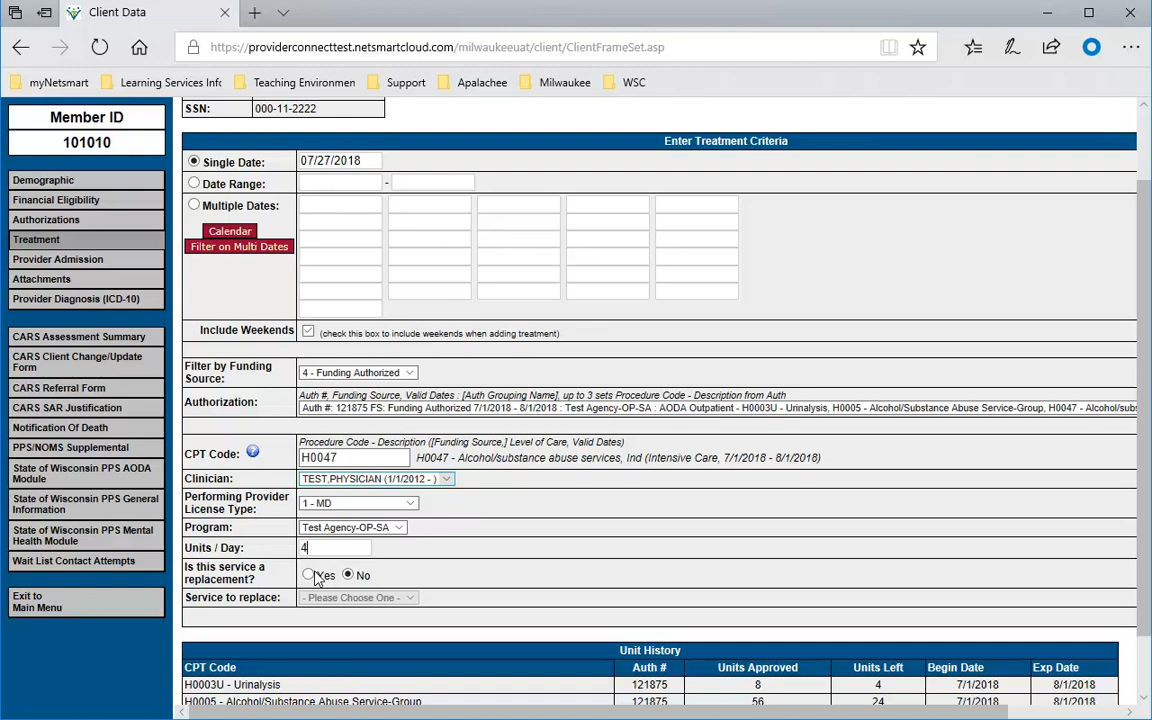 Client Data
https://providerconnecttest.netsmartcloud.com/milwaukeeuat/client/ClientFrameSet.asp
myNetsmart Learning Services Info Teaching Environmen Support Apalachee Milwaukee WSC
Member ID
101010
Demographic
Financial Eligibility
Authorizations
Treatment
Provider Admission
Attachments
Provider Diagnosis (ICD-10)
CARS Assessment Summary
CARS Client Change/Update
Form
CARS Referral Form
CARS SAR Justification
Notification Of Death
PPS/NOMS Supplemental
State of Wisconsin PPS AODA
Module
State of Wisconsin PPS General
Information
State of Wisconsin PPS Mental
Health Module
Wait List Contact Attempts
Exit to
Main Menu
SSN: 000-11-2222
Enter Treatment Criteria
Single Date: 07/27/2018
Date Range: -
Multiple Dates:
Calendar
Filter on Multi Dates
Include Weekends (check this box to include weekends when adding treatment)
Filter by Funding
Source: 4 - Funding Authorized
Auth #, Funding Source, Valid Dates : [Auth Grouping Name], up to 3 sets Procedure Code - Description from Auth
Authorization: Auth #: 121875 FS: Funding Authorized 7/1/2018 - 8/1/2018 : Test Agency-OP-SA : AODA Outpatient - H0003U - Urinalysis, H0005 - Alcohol/Substance Abuse Service-Group, H0047 - Alcohol/subs
Procedure Code - Description ([Funding Source,] Level of Care, Valid Dates)
CPT Code: H0047 H0047 - Alcohol/substance abuse services, Ind (Intensive Care, 7/1/2018 - 8/1/2018)
Clinician: TEST,PHYSICIAN (1/1/2012 - )
Performing Provider
License Type: 1 - MD
Program: Test Agency-OP-SA
Units / Day: 4
Is this service a
replacement? Yes No
Service to replace: - Please Choose One -
Unit History
CPT Code Auth # Units Approved Units Left Begin Date Exp Date
H0003U - Urinalysis 121875 8 4 7/1/2018 8/1/2018
H0005 - Alcohol/Substance Abuse Service-Group 121875 56 24 7/1/2018 8/1/2018